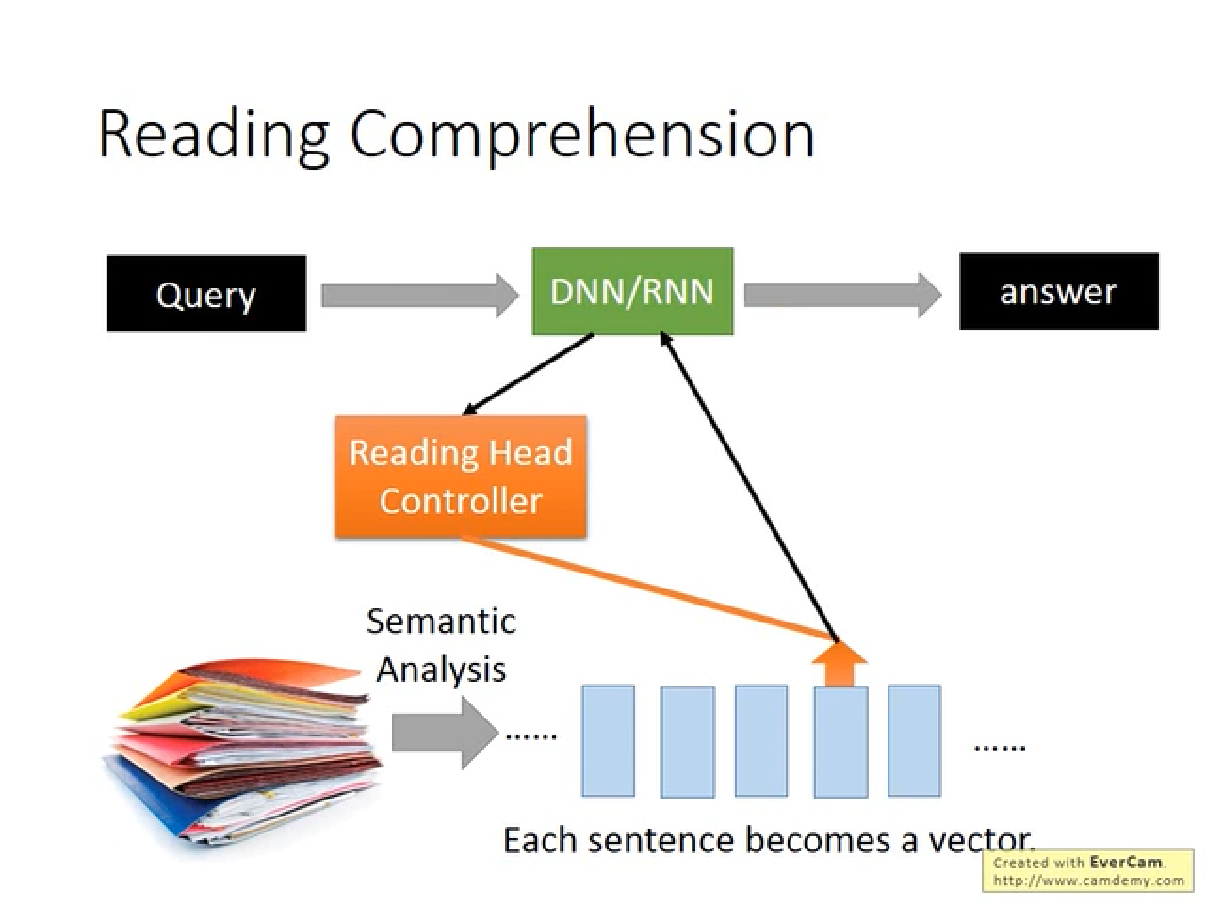 Reading Comprehension
Query
DNN/RNN
answer
Reading Head
Controller
Semantic
Analysis
......
......
Each sentence becomes a vector.
Created with EverCam.
http://www.camdemy.com